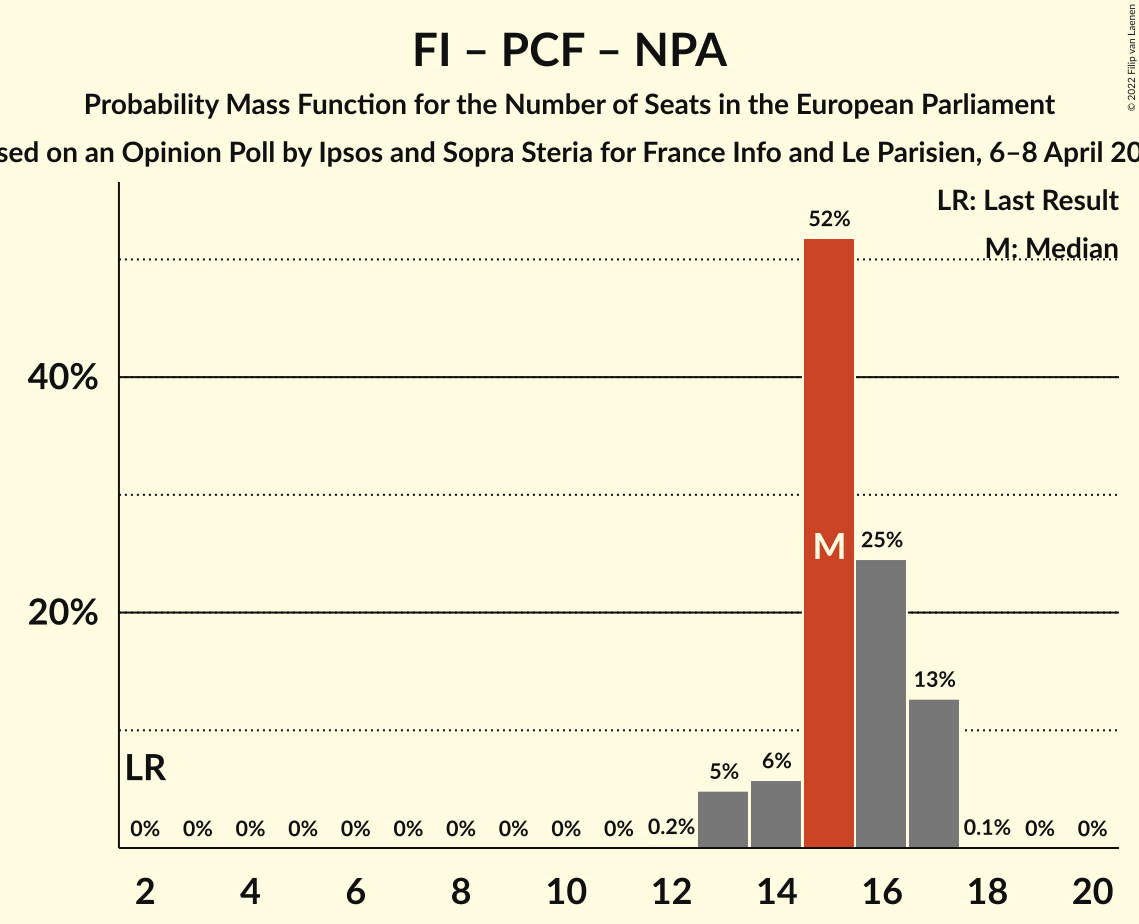 FI – PCF – NPA
Probability Mass Function for the Number of Seats in the European Parliament
sed on an Opinion Poll by Ipsos and Sopra Steria for France Info and Le Parisien, 6–8 April 20
© 2022 Filip van Laenen
LR: Last Result
M: Median
52%
40%
M
25%
20%
13%
LR
5%
6%
0% 0% 0% 0% 0% 0% 0% 0% 0% 0% 0.2% 0.1% 0% 0%
2 4 6 8 10 12 14 16 18 20